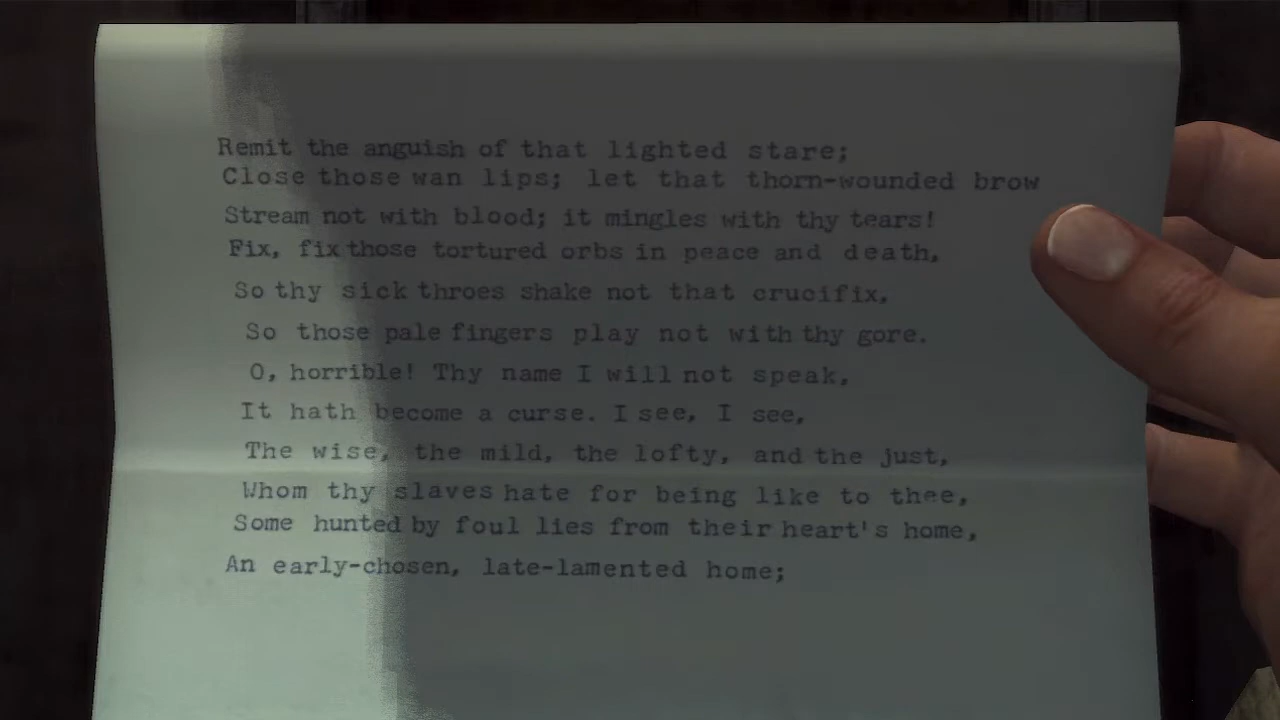 Remit the anguish of that lighted stare;
Close those wan lips; let that thorn-wounded brow
Stream not with blood; it mingles with thy tears!
Fix, fix those tortured orbs in peace and death,
So thy sick throes shake not that crucifix,
So those pale fingers play not with thy gore.
O, horrible! Thy name I will not speak,
It hath become a curse. I see, I see,
The wise, the mild, the lofty, and the just,
Whom thy slaves hate for being like to thee,
Some hunted by foul lies from their heart's home,
An early-chosen, late-lamented home;